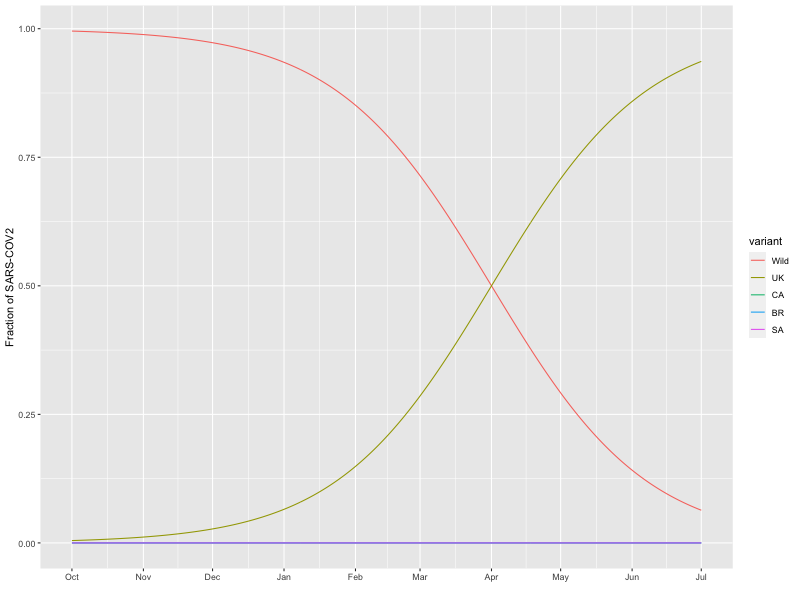 1.00
0.75
0.50
0.25
0.00
Fraction of SARS-COV2
Oct Nov Dec Jan Feb Mar Apr May Jun Jul
variant
Wild
UK
CA
BR
SA